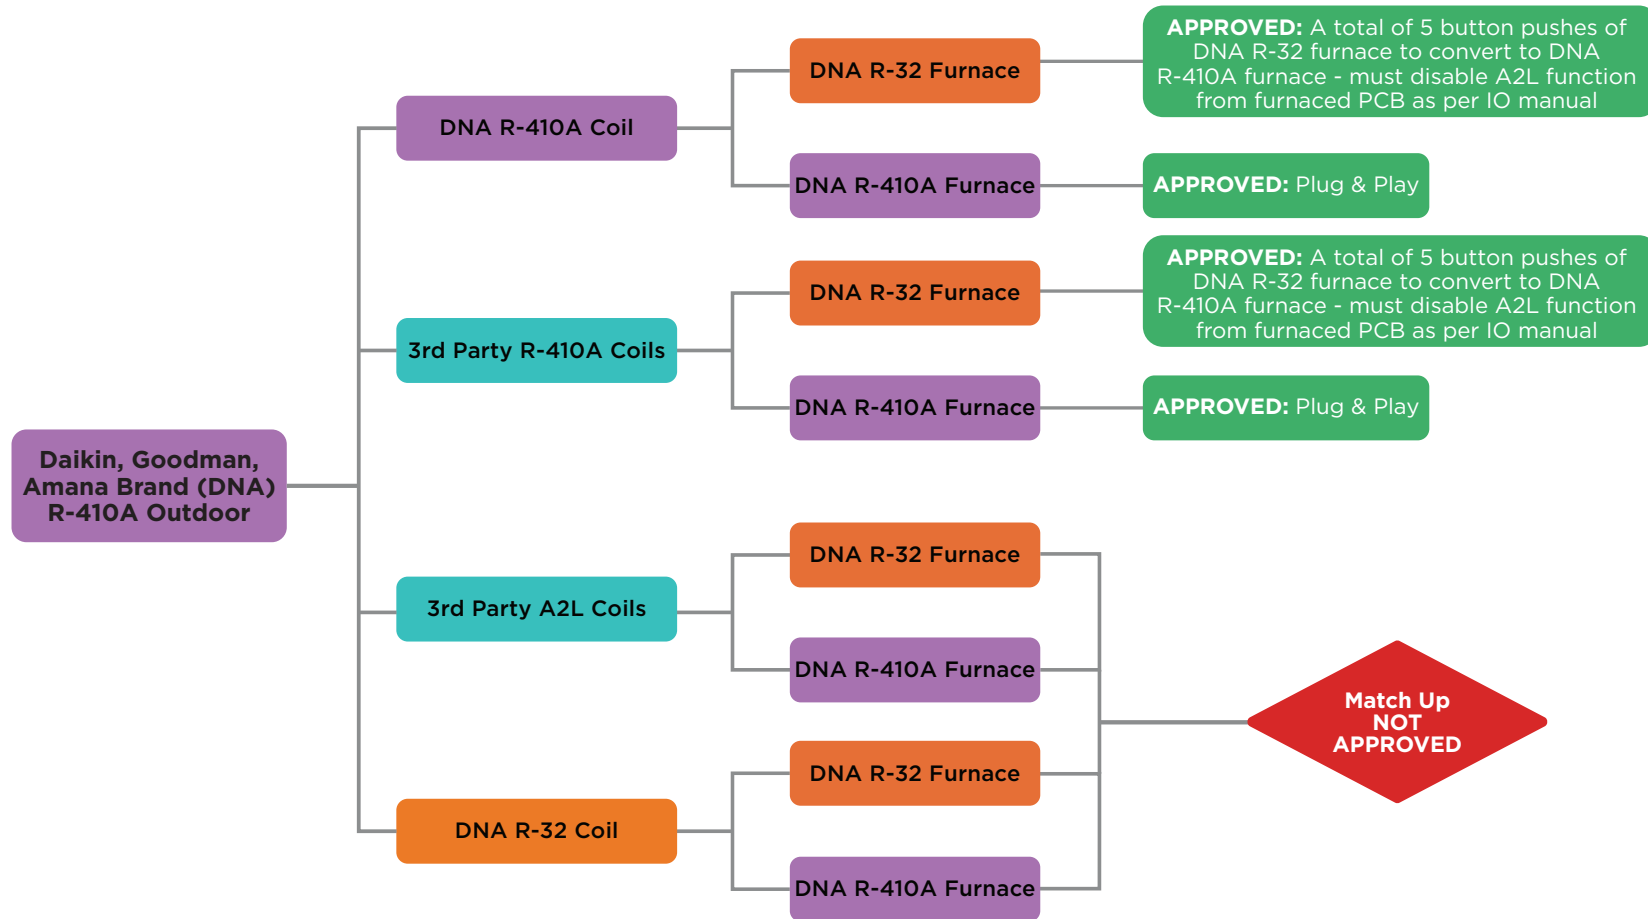 Daikin, Goodman,
Amana Brand (DNA)
R-410A Outdoor
DNA R-410A Coil
DNA R-32 Furnace
APPROVED: A total of 5 button pushes of
DNA R-32 furnace to convert to DNA
R-410A furnace - must disable A2L function
from furnaced PCB as per IO manual
DNA R-410A Furnace
APPROVED: Plug & Play
3rd Party R-410A Coils
DNA R-32 Furnace
APPROVED: A total of 5 button pushes of
DNA R-32 furnace to convert to DNA
R-410A furnace - must disable A2L function
from furnaced PCB as per IO manual
DNA R-410A Furnace
APPROVED: Plug & Play
3rd Party A2L Coils
DNA R-32 Furnace
DNA R-410A Furnace
DNA R-32 Coil
DNA R-32 Furnace
DNA R-410A Furnace
Match Up
NOT
APPROVED